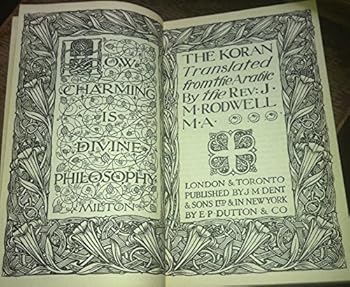 HOW
CHARMING
IS
DIVINE
PHILOSOPHY
MILTON
THE KORAN
Translated
from the Arabic
By the REV: J.
M. RODWELL
M·A·
LONDON & TORONTO
PUBLISHED BY J M DENT
& SONS LTD & IN NEW YORK
BY E·P·DUTTON & CO